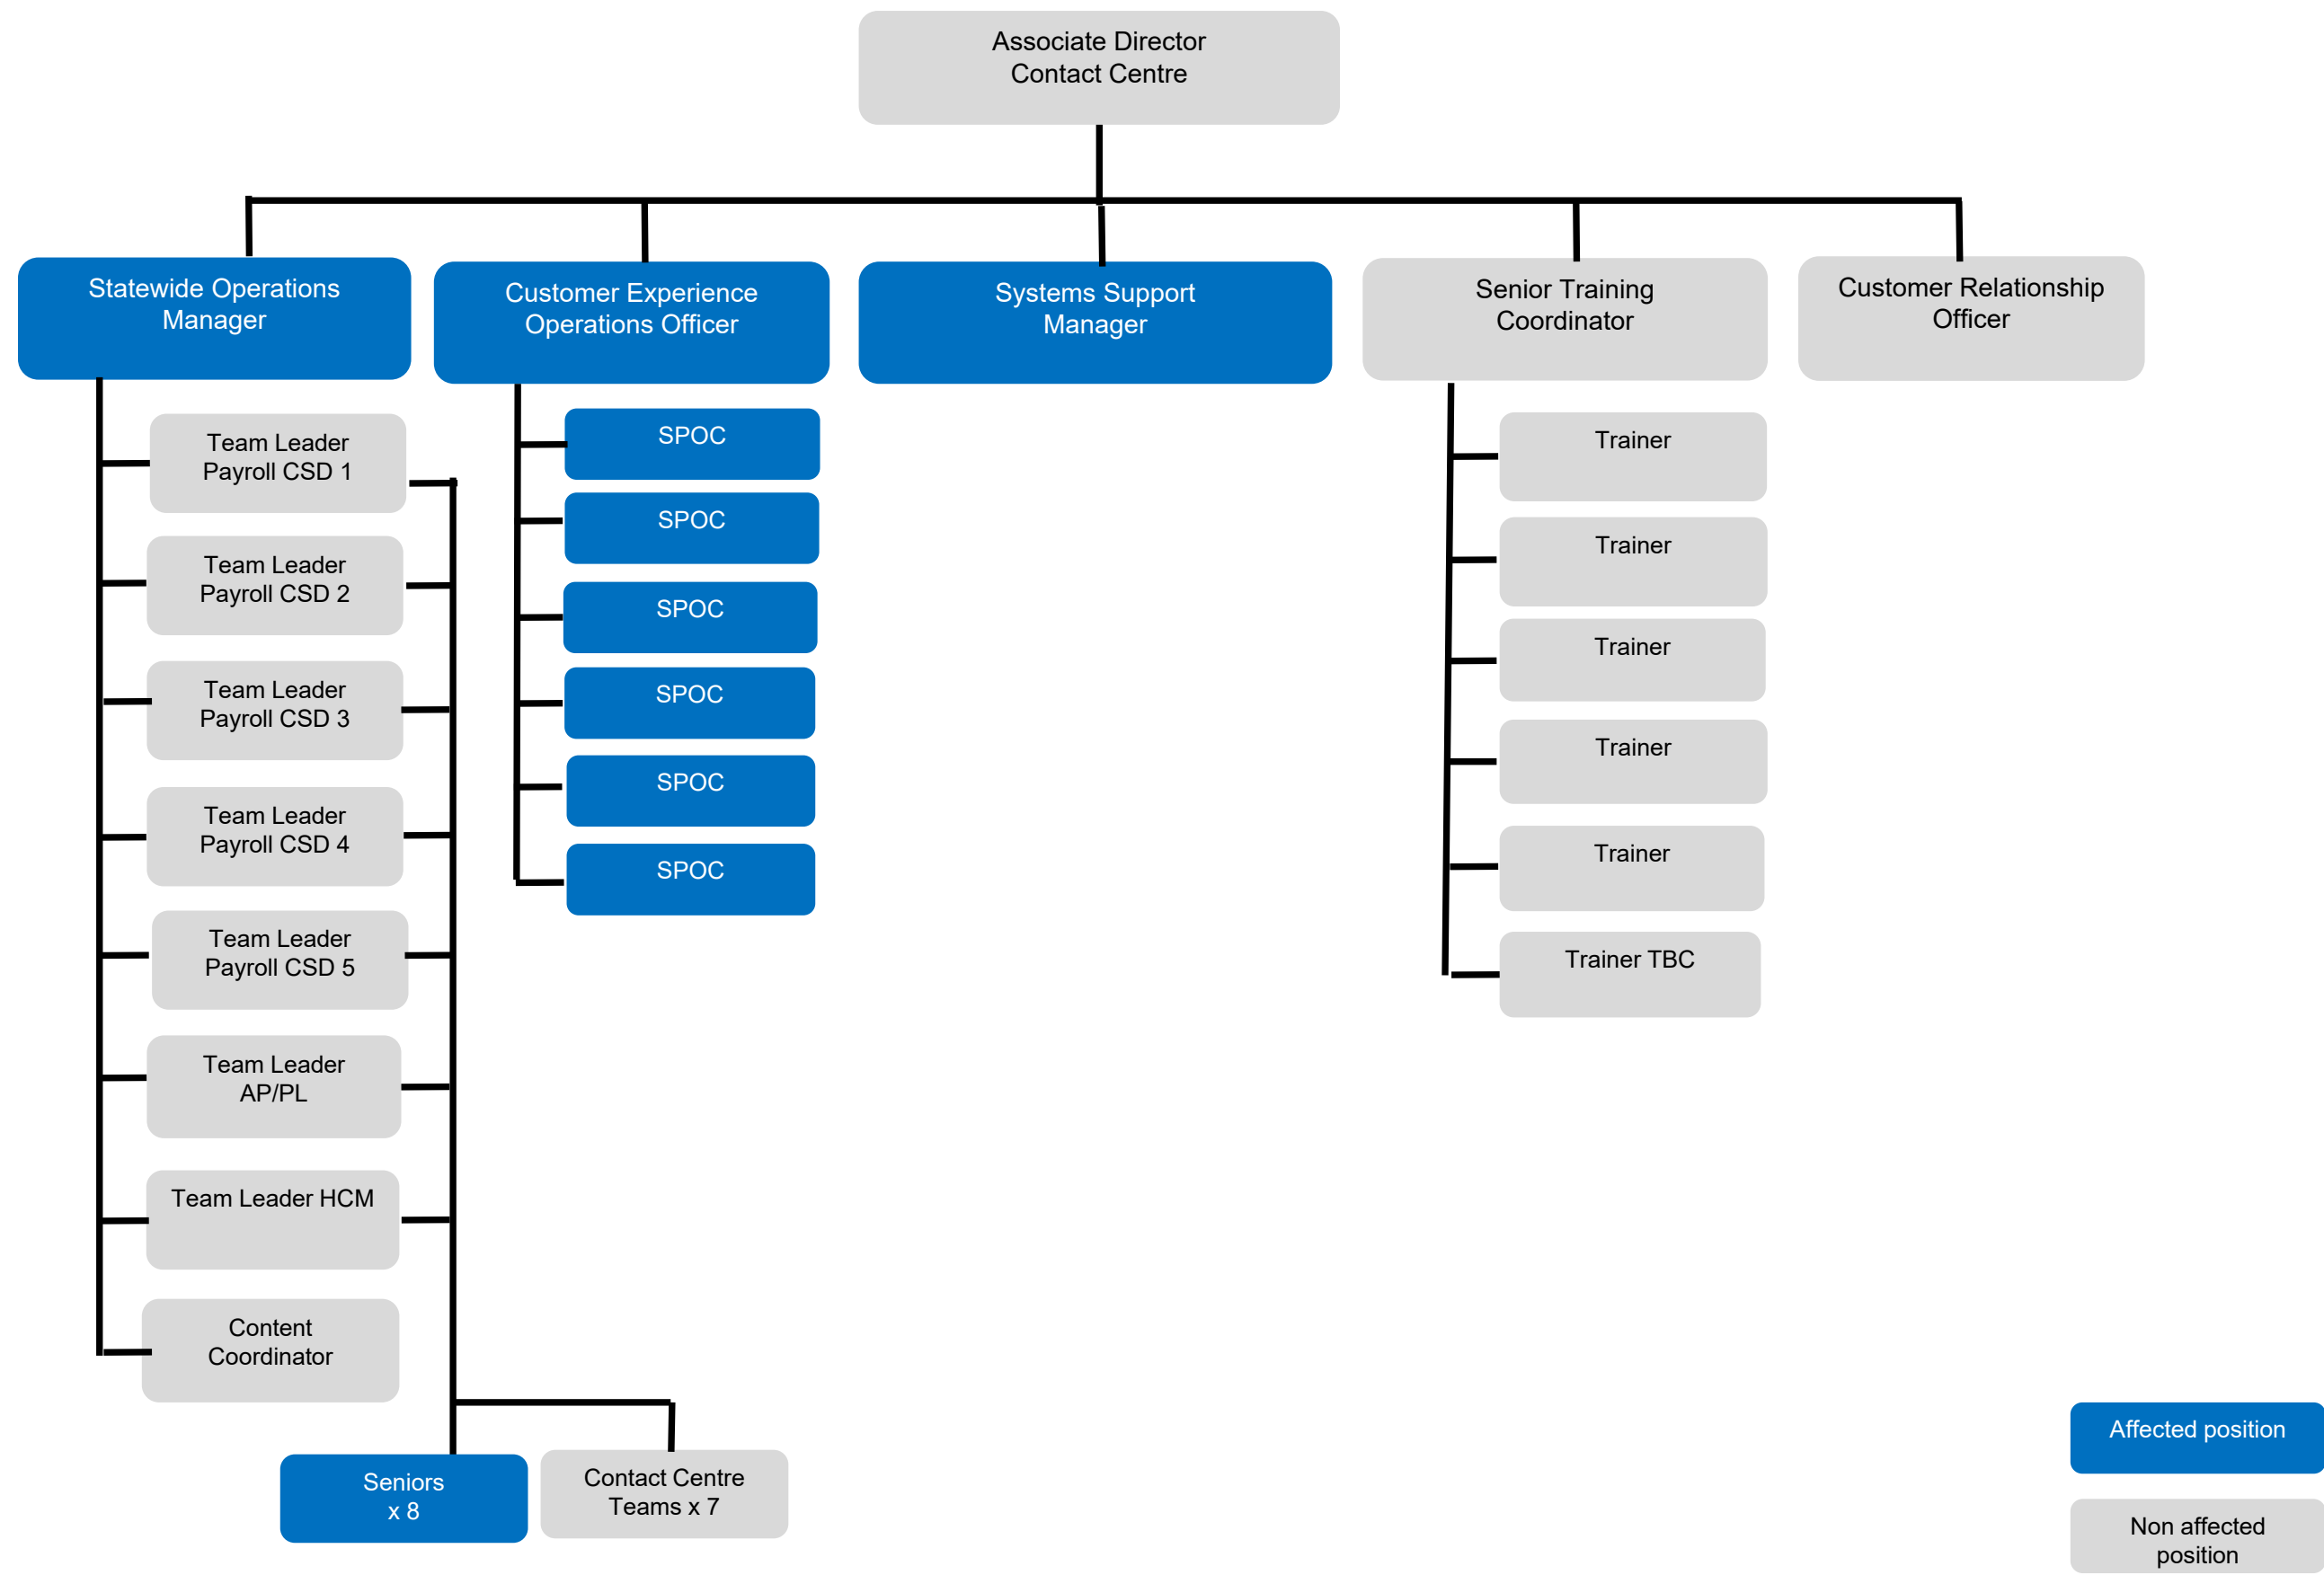 Associate Director
Contact Centre
Statewide Operations
Manager
Customer Experience
Operations Officer
Systems Support
Manager
Senior Training
Coordinator
Customer Relationship
Officer
Team Leader
Payroll CSD 1
Team Leader
Payroll CSD 2
Team Leader
Payroll CSD 3
Team Leader
Payroll CSD 4
Team Leader
Payroll CSD 5
Team Leader
AP/PL
Team Leader HCM
Content
Coordinator
Seniors
x 8
Contact Centre
Teams x 7
SPOC
SPOC
SPOC
SPOC
SPOC
SPOC
Trainer
Trainer
Trainer
Trainer
Trainer
Trainer TBC
Affected position
Non affected
position